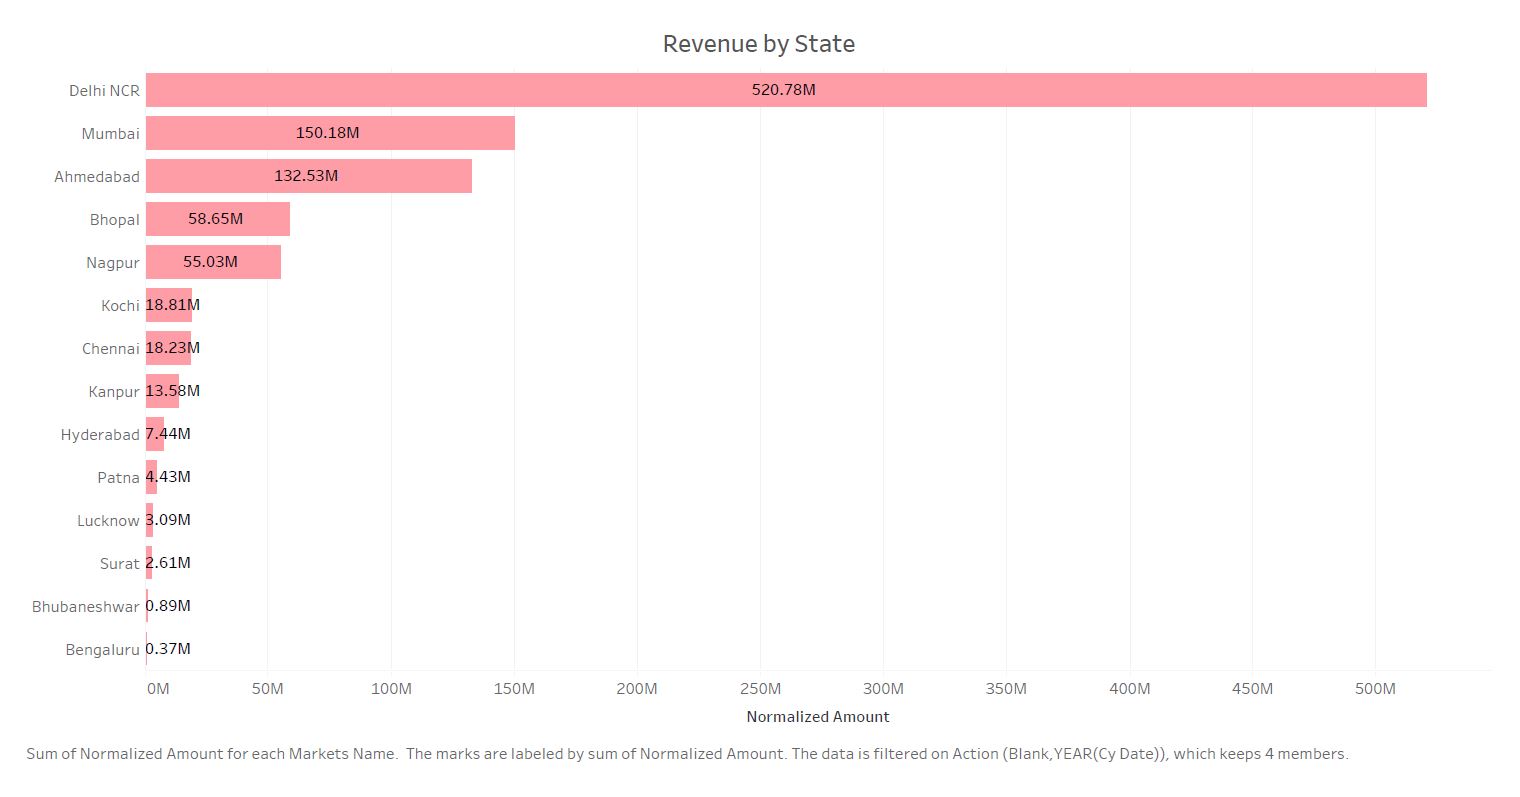 Revenue by State
Delhi NCR 520.78M
Mumbai 150.18M
Ahmedabad 132.53M
Bhopal 58.65M
Nagpur 55.03M
Kochi 18.81M
Chennai 18.23M
Kanpur 13.58M
Hyderabad 7.44M
Patna 4.43M
Lucknow 3.09M
Surat 2.61M
Bhubaneshwar 0.89M
Bengaluru 0.37M
0M 50M 100M 150M 200M 250M 300M 350M 400M 450M 500M
Normalized Amount
Sum of Normalized Amount for each Markets Name.  The marks are labeled by sum of Normalized Amount. The data is filtered on Action (Blank,YEAR(Cy Date)), which keeps 4 members.